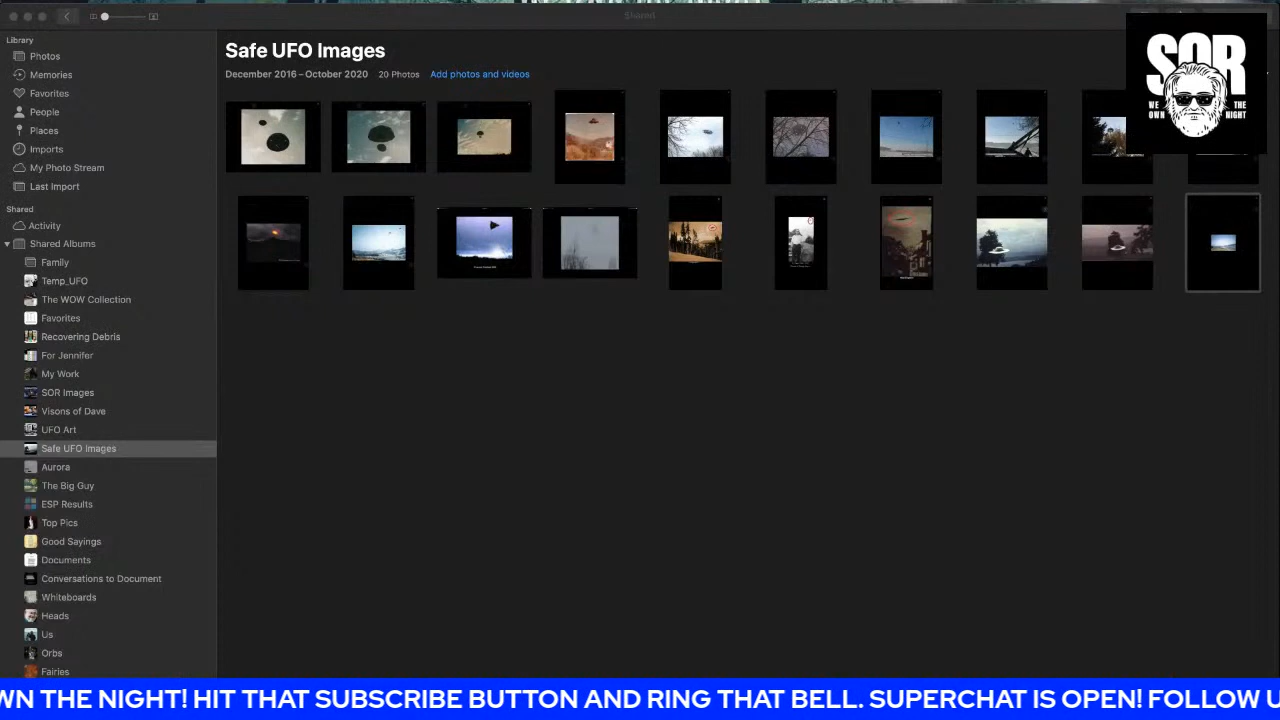 Shared
Library
Photos
Memories
Favorites
People
Places
Imports
My Photo Stream
Last Import
Shared
Activity
Shared Albums
Family
Temp_UFO
The WOW Collection
Favorites
Recovering Debris
For Jennifer
My Work
SOR Images
Visons of Dave
UFO Art
Safe UFO Images
Aurora
The Big Guy
ESP Results
Top Pics
Good Sayings
Documents
Conversations to Document
Whiteboards
Heads
Us
Orbs
Fairies
Safe UFO Images
December 2016 – October 2020 20 Photos Add photos and videos
SOR
WE THE
OWN NIGHT
WN THE NIGHT! HIT THAT SUBSCRIBE BUTTON AND RING THAT BELL. SUPERCHAT IS OPEN! FOLLOW U